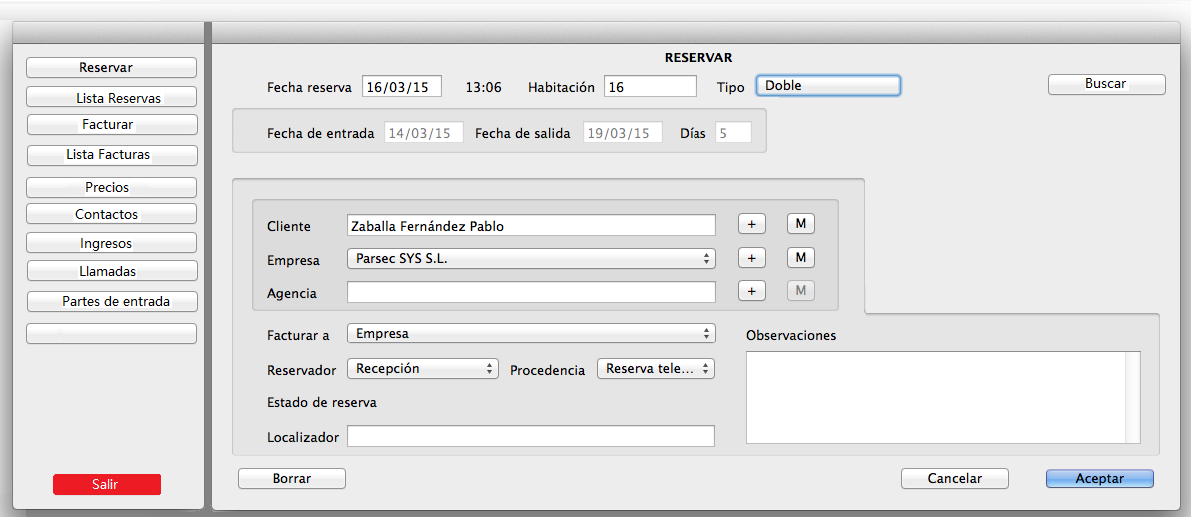 Reservar
Lista Reservas
Facturar
Lista Facturas
Precios
Contactos
Ingresos
Llamadas
Partes de entrada
Salir
RESERVAR
Fecha reserva 16/03/15 13:06 Habitación 16 Tipo Doble Buscar
Fecha de entrada 14/03/15 Fecha de salida 19/03/15 Días 5
Cliente Zaballa Fernández Pablo + M
Empresa Parsec SYS S.L. + M
Agencia + M
Facturar a Empresa Observaciones
Reservador Recepción Procedencia Reserva tele...
Estado de reserva
Localizador
Borrar Cancelar Aceptar